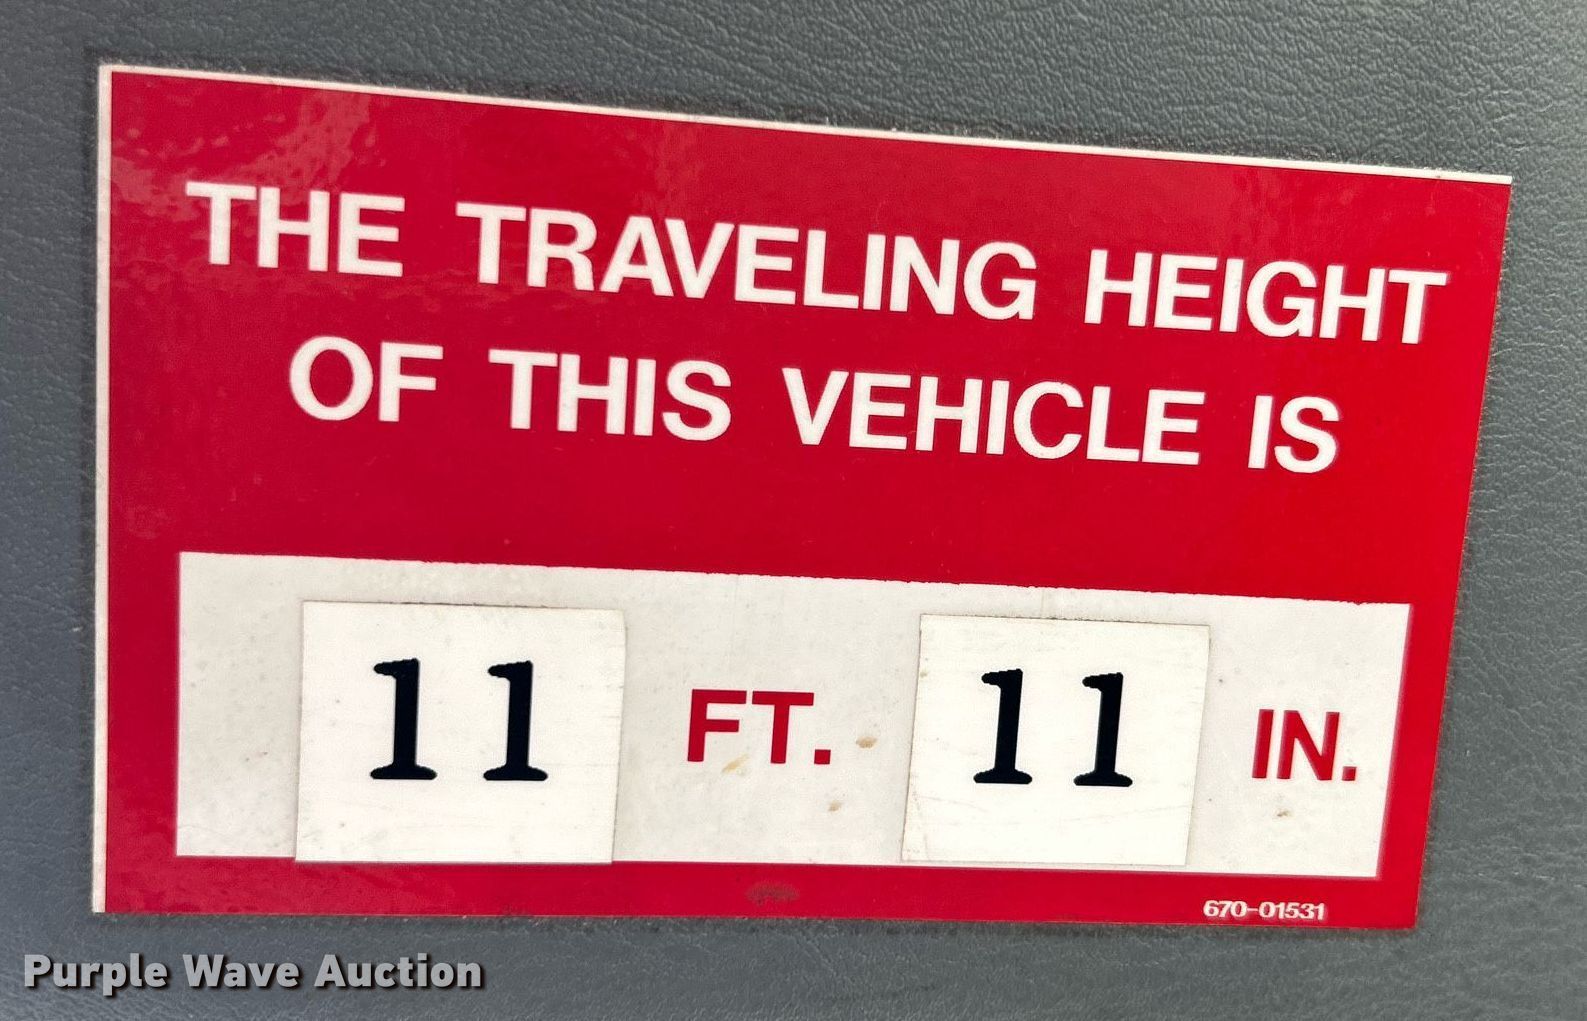 THE TRAVELING HEIGHT
OF THIS VEHICLE IS
11 FT. 11 IN.
670-01531
Purple Wave Auction